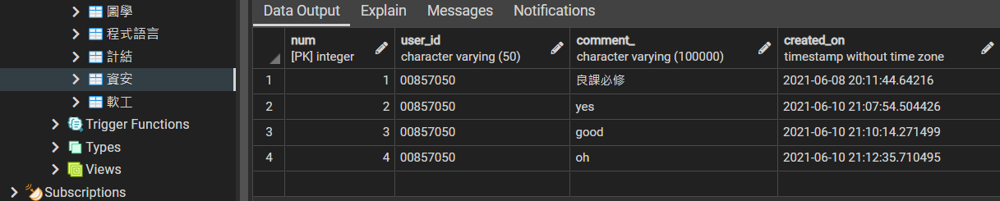 圖學
程式語言
計結
資安
軟工
Trigger Functions
Types
Views
Subscriptions
Data Output Explain Messages Notifications
num user_id comment_ created_on
[PK] integer character varying (50) character varying (100000) timestamp without time zone
1 1 00857050 良課必修 2021-06-08 20:11:44.64216
2 2 00857050 yes 2021-06-10 21:07:54.504426
3 3 00857050 good 2021-06-10 21:10:14.271499
4 4 00857050 oh 2021-06-10 21:12:35.710495